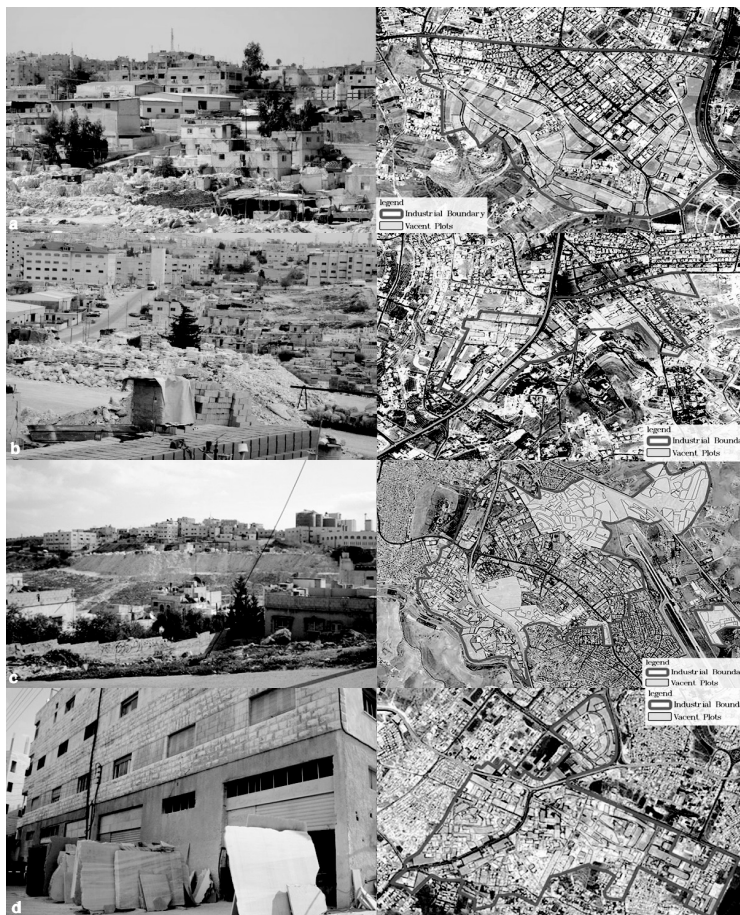 a
legend
Industrial Boundary
Vacent Plots
b
legend
Industrial Bounda
Vacent Plots
c
legend
Industrial Bounda
Vacent Plots
legend
Industrial Bounda
Vacent Plots
d